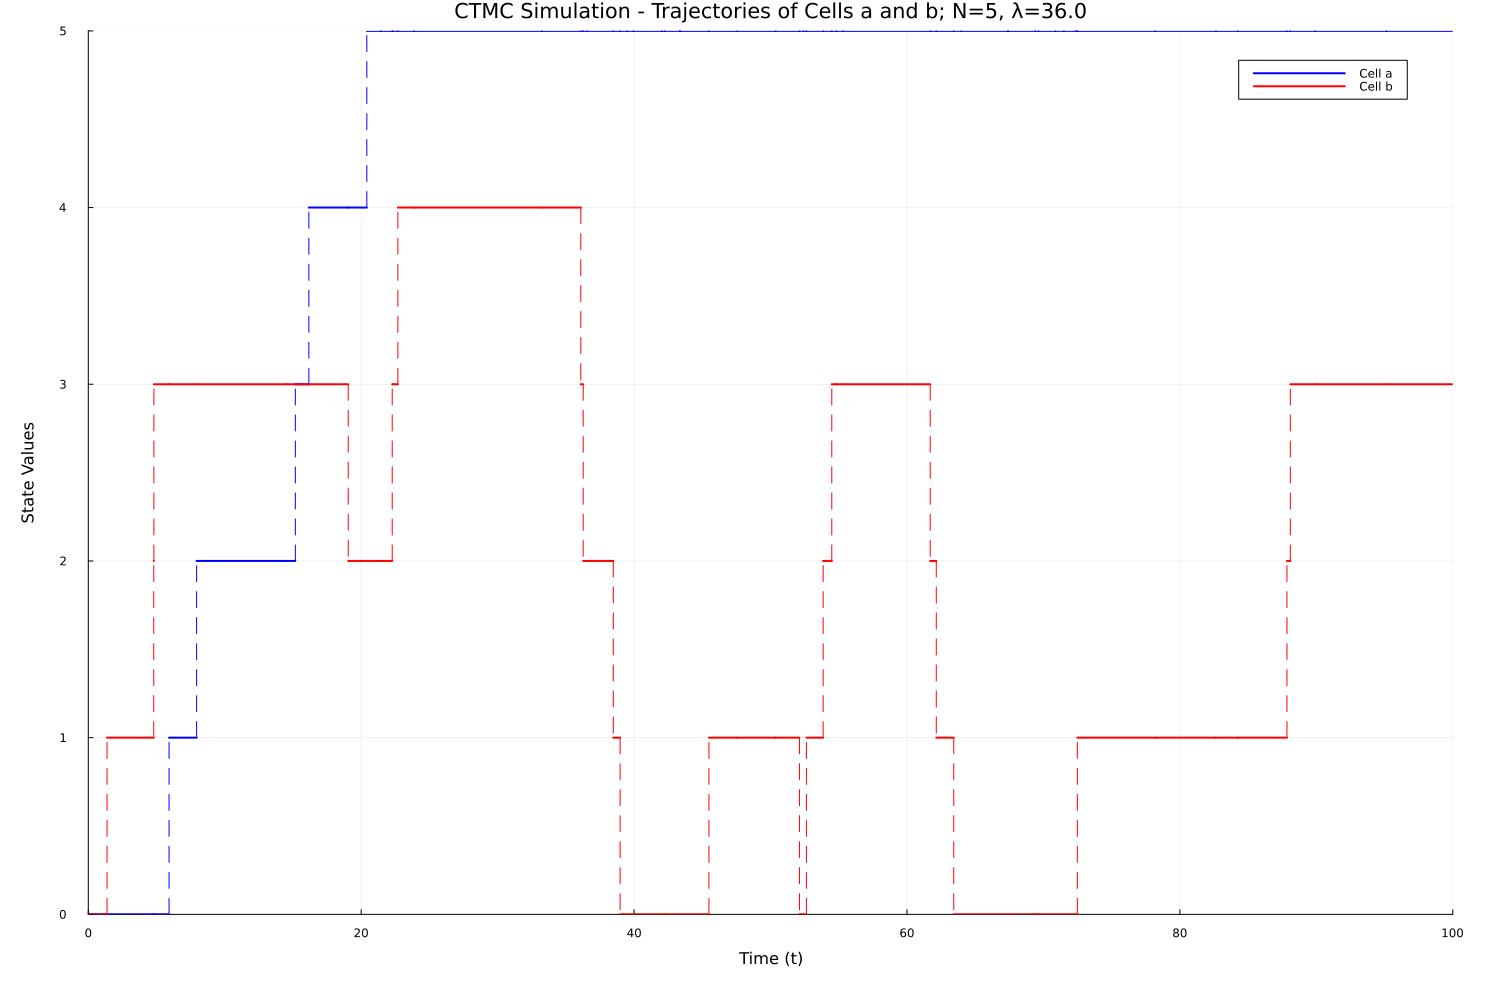 CTMC Simulation - Trajectories of Cells a and b; N=5, λ=36.0
5
Cell a
Cell b
4
3
State Values
2
1
0
0 20 40 60 80 100
Time (t)